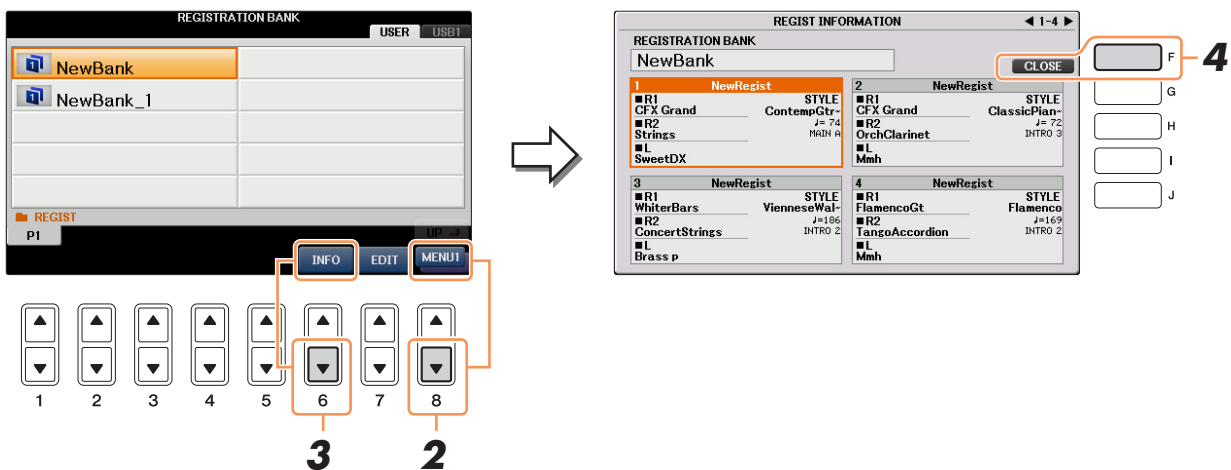 REGISTRATION BANK
USER USB1
NewBank
NewBank_1
REGIST
P1 UP
INFO EDIT MENU1
1 2 3 4 5 6 7 8
3 2
REGIST INFORMATION 1-4
REGISTRATION BANK
NewBank
CLOSE
F
G
H
I
J
4
1 NewRegist
R1 STYLE
CFX Grand ContempGtr~
R2 ♩= 74
Strings MAIN A
L
SweetDX
2 NewRegist
R1 STYLE
CFX Grand ClassicPian~
R2 ♩= 72
OrchClarinet INTRO 3
L
Mmh
3 NewRegist
R1 STYLE
WhiterBars VienneseWal~
R2 ♩=186
ConcertStrings INTRO 2
L
Brass p
4 NewRegist
R1 STYLE
FlamencoGt Flamenco
R2 ♩=169
TangoAccordion INTRO 2
L
Mmh